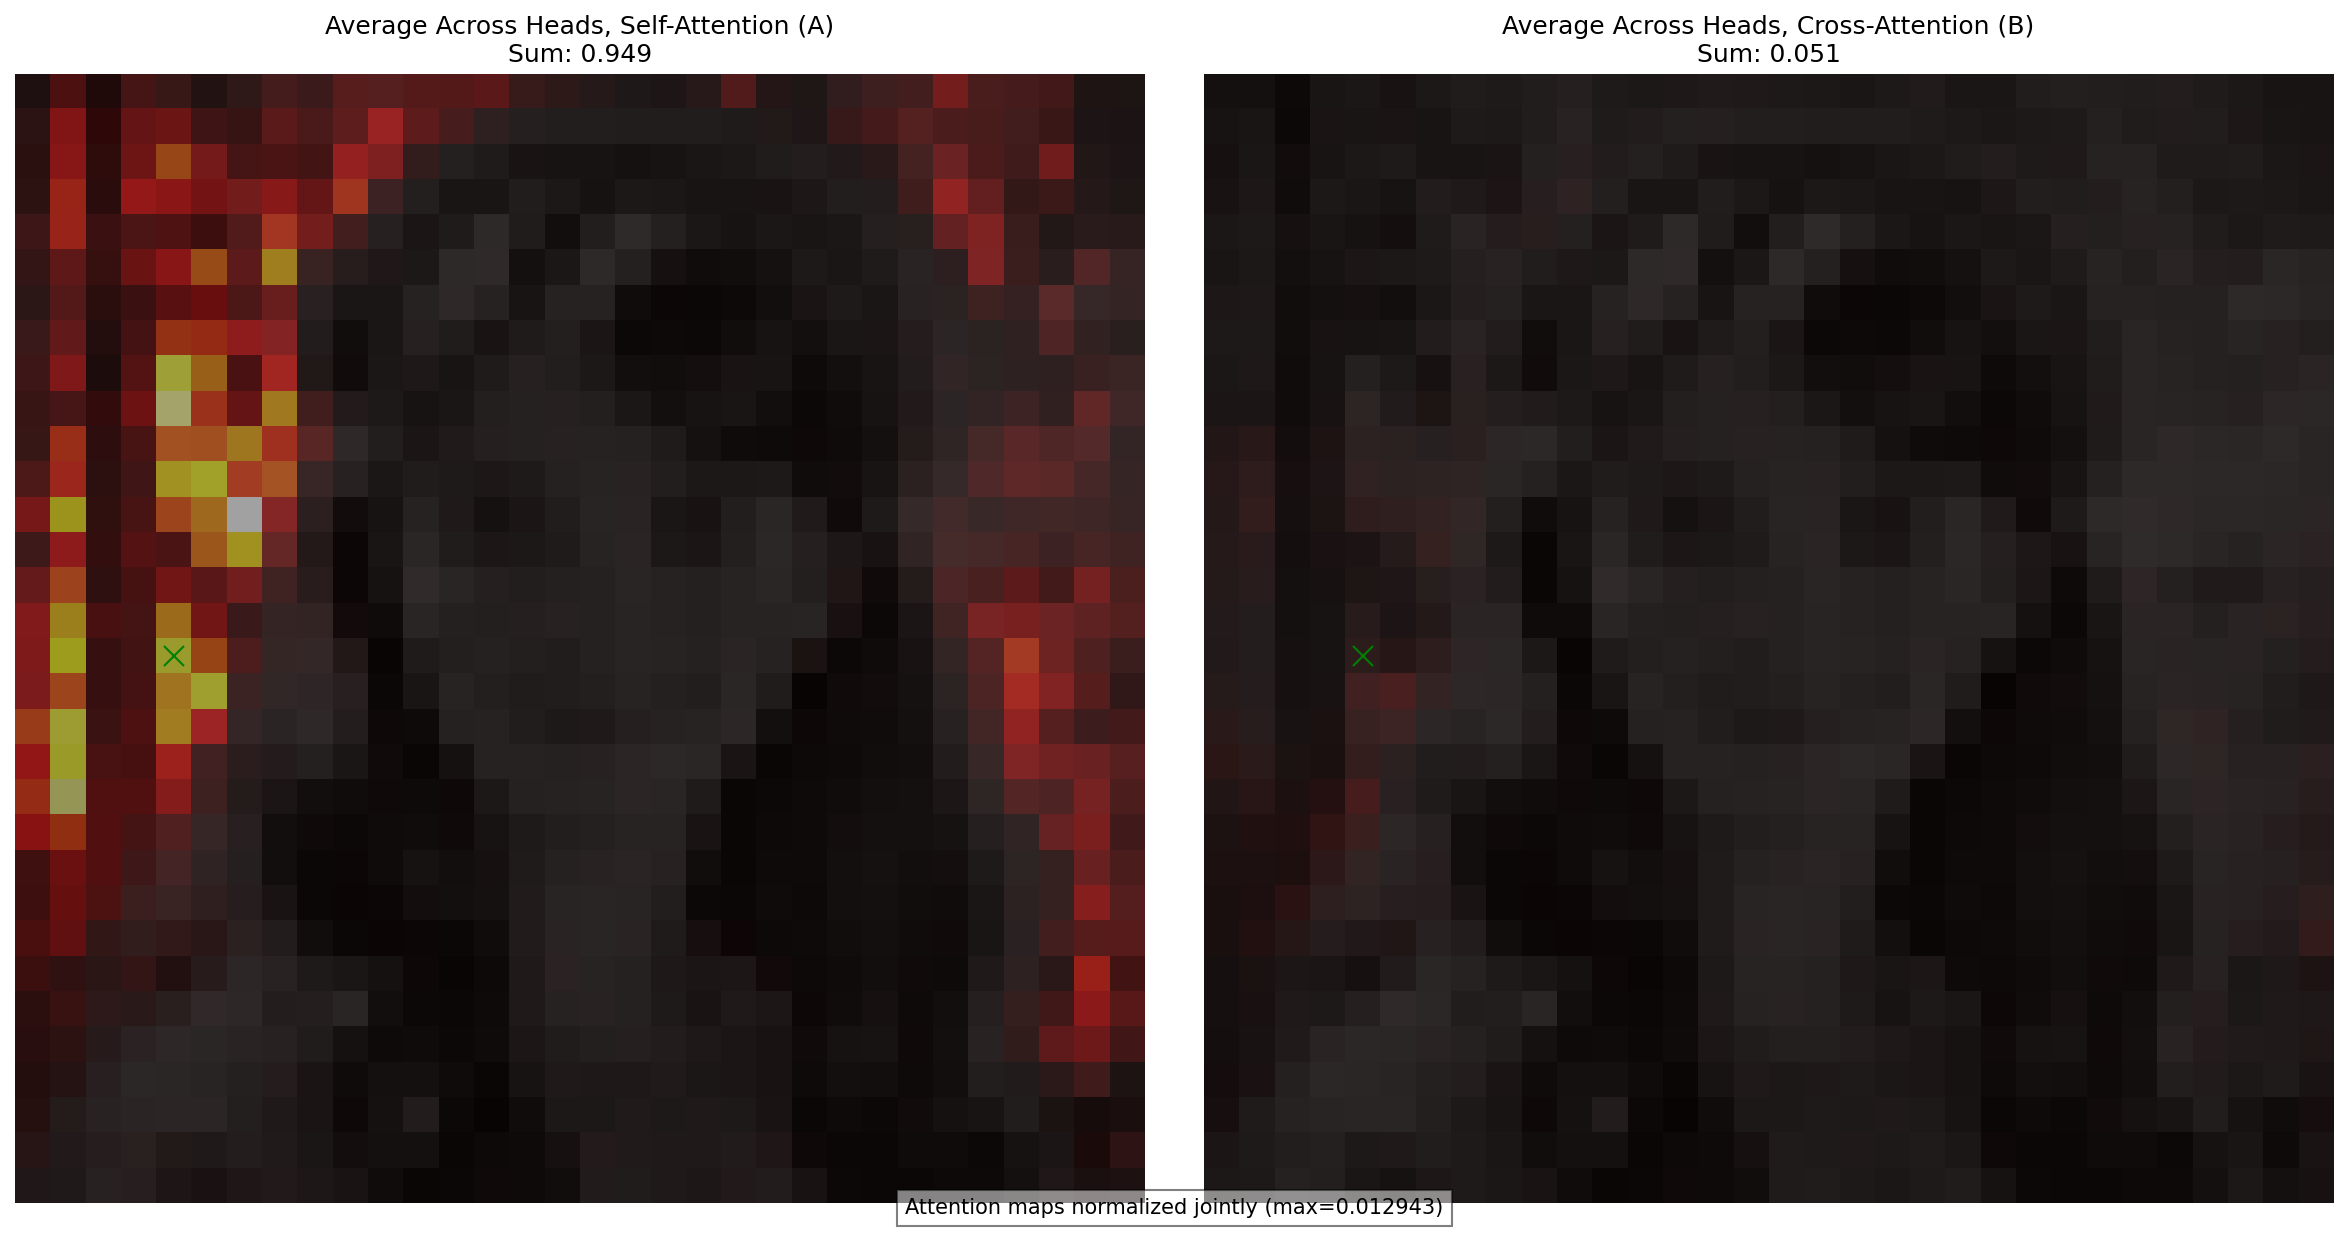 Average Across Heads, Self-Attention (A)
Sum: 0.949
Average Across Heads, Cross-Attention (B)
Sum: 0.051
Attention maps normalized jointly (max=0.012943)